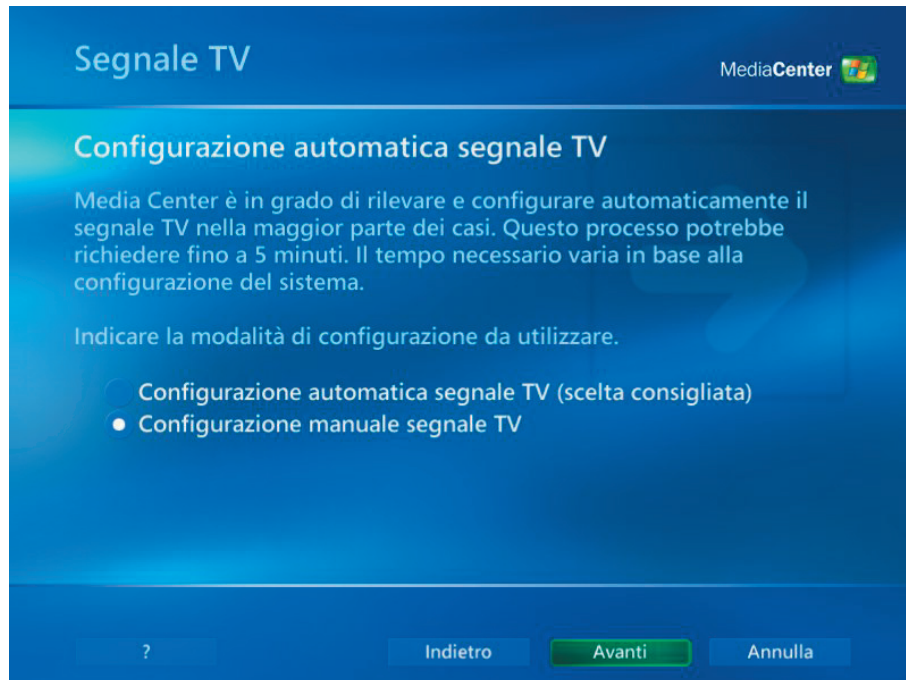 Segnale TV
MediaCenter
Configurazione automatica segnale TV
Media Center è in grado di rilevare e configurare automaticamente il
segnale TV nella maggior parte dei casi. Questo processo potrebbe
richiedere fino a 5 minuti. Il tempo necessario varia in base alla
configurazione del sistema.
Indicare la modalità di configurazione da utilizzare.
Configurazione automatica segnale TV (scelta consigliata)
Configurazione manuale segnale TV
? Indietro Avanti Annulla